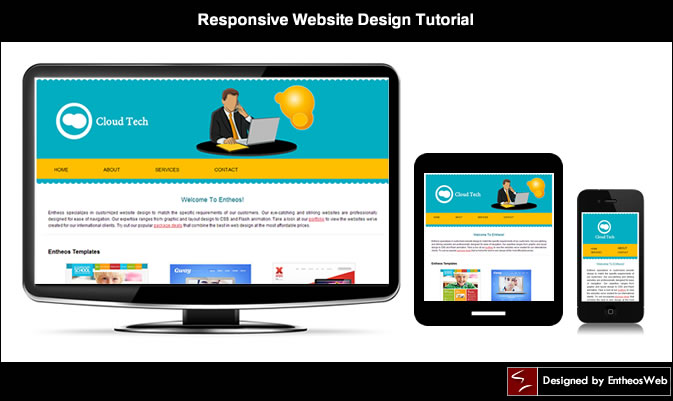 Responsive Website Design Tutorial
Cloud Tech
HOME ABOUT SERVICES CONTACT
Welcome To Entheos!
Entheos specializes in customized website design to match the specific requirements of our customers. Our eye-catching and striking websites are professionally
designed for ease of navigation. Our expertise ranges from graphic and layout design to CSS and Flash animation. Take a look at our portfolio to view the websites we've
created for our international clients. Try out our popular package deals that combine the best in web design at the most affordable prices.
Entheos Templates
SCHOOL
Cloud Tech
HOME ABOUT SERVICES CONTACT
Welcome To Entheos!
Entheos Templates
Cloud Tech
HOME ABOUT
SERVICES CONTACT
Welcome To Entheos!
Designed by EntheosWeb